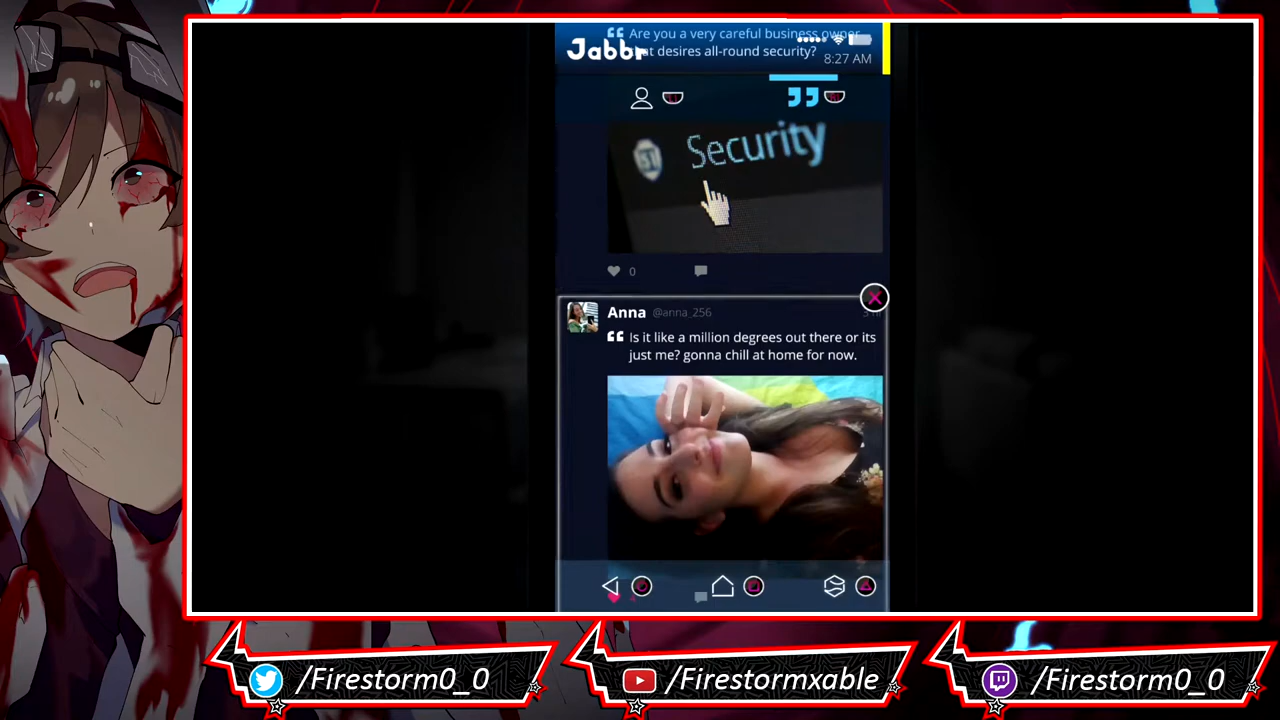 Are you a very careful business owner
Jabbr
that desires all-round security?
8:27 AM
L1
R1
Security
0
Anna @anna_256
Is it like a million degrees out there or its
just me? gonna chill at home for now.
/Firestorm0_0
/Firestormxable
/Firestorm0_0